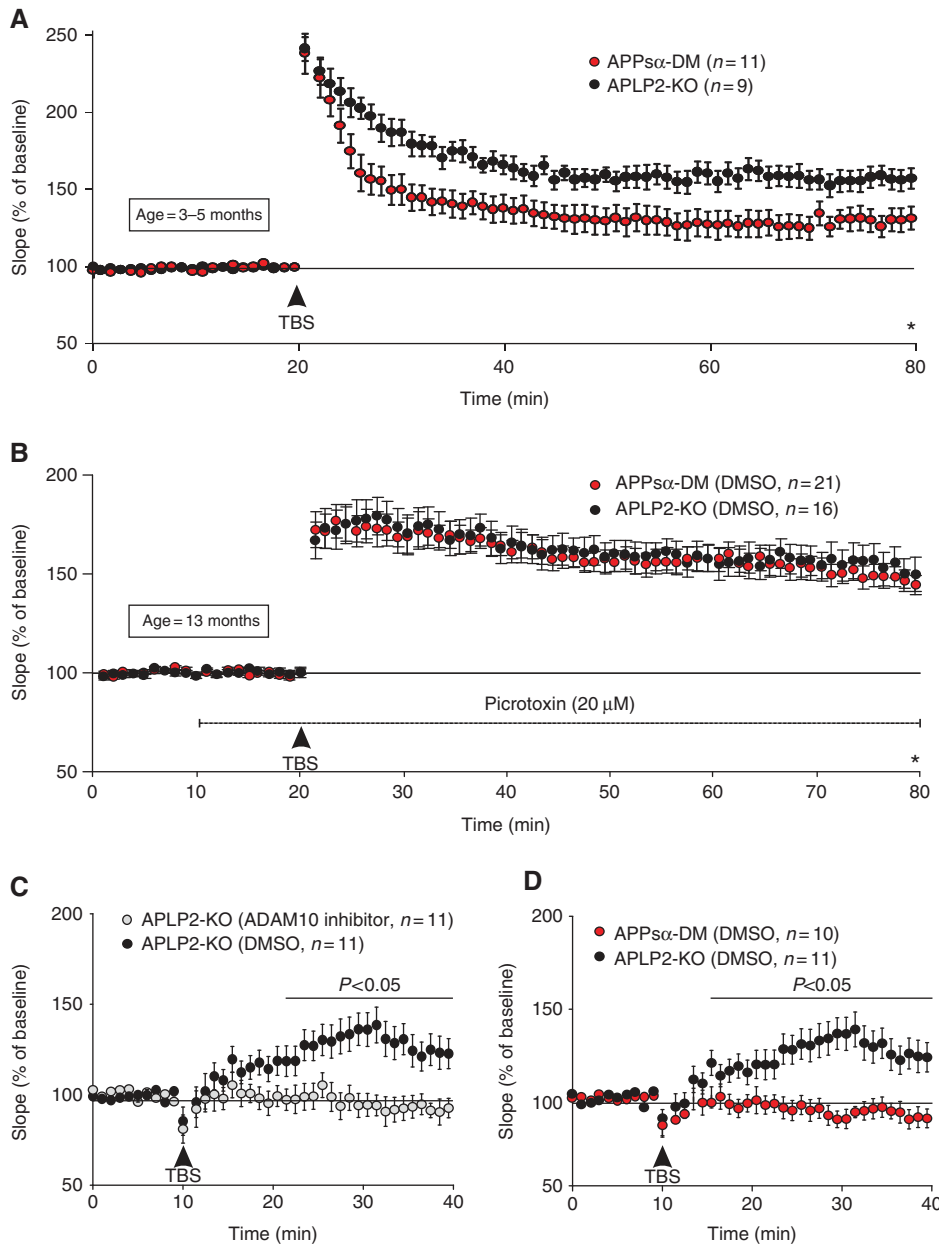 A
250
200
150
100
50
Slope (% of baseline)
APPsα-DM (n=11)
APLP2-KO (n=9)
Age=3–5 months
TBS
*
0 20 40 60 80
Time (min)
B
200
150
100
50
Slope (% of baseline)
APPsα-DM (DMSO, n=21)
APLP2-KO (DMSO, n=16)
Age=13 months
Picrotoxin (20 μM)
TBS
*
0 10 20 30 40 50 60 70 80
Time (min)
C
200
150
100
50
Slope (% of baseline)
APLP2-KO (ADAM10 inhibitor, n=11)
APLP2-KO (DMSO, n=11)
P<0.05
TBS
0 10 20 30 40
Time (min)
D
200
150
100
50
Slope (% of baseline)
APPsα-DM (DMSO, n=10)
APLP2-KO (DMSO, n=11)
P<0.05
TBS
0 10 20 30 40
Time (min)